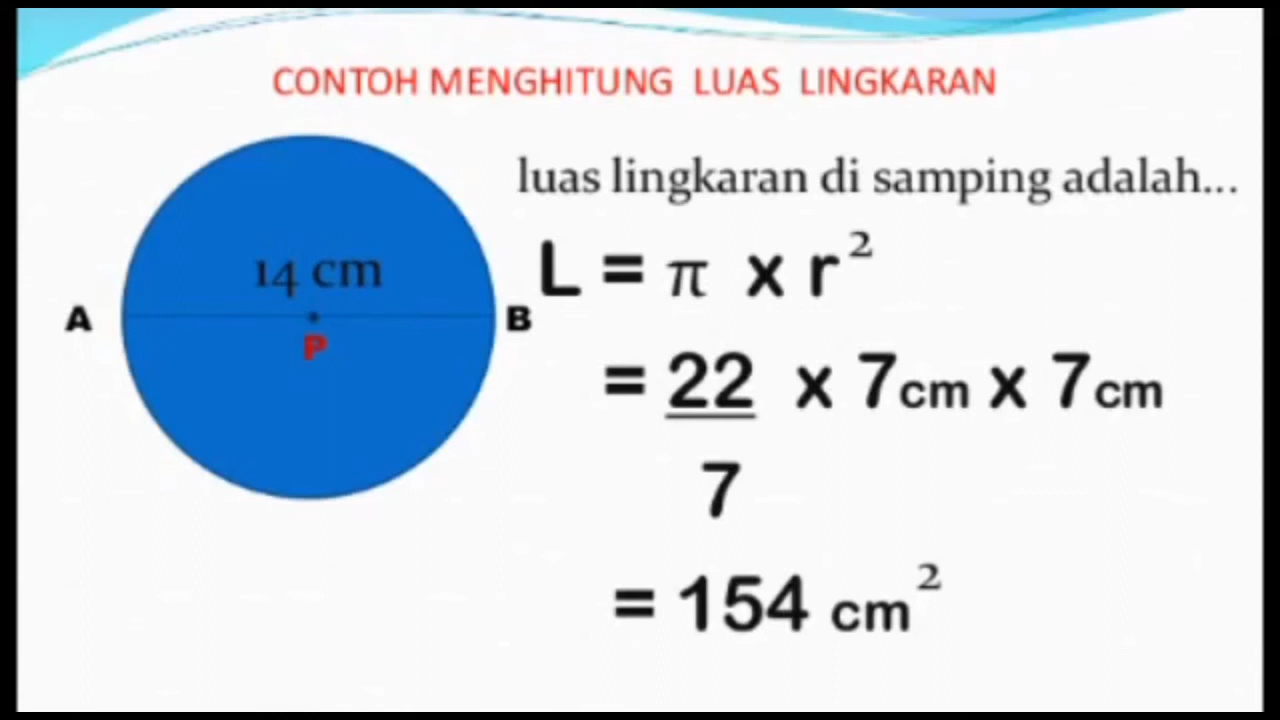 CONTOH MENGHITUNG LUAS LINGKARAN
luas lingkaran di samping adalah...
14 cm
A
B
P
L = π x r²
= 22 x 7cm x 7cm
7
= 154 cm²